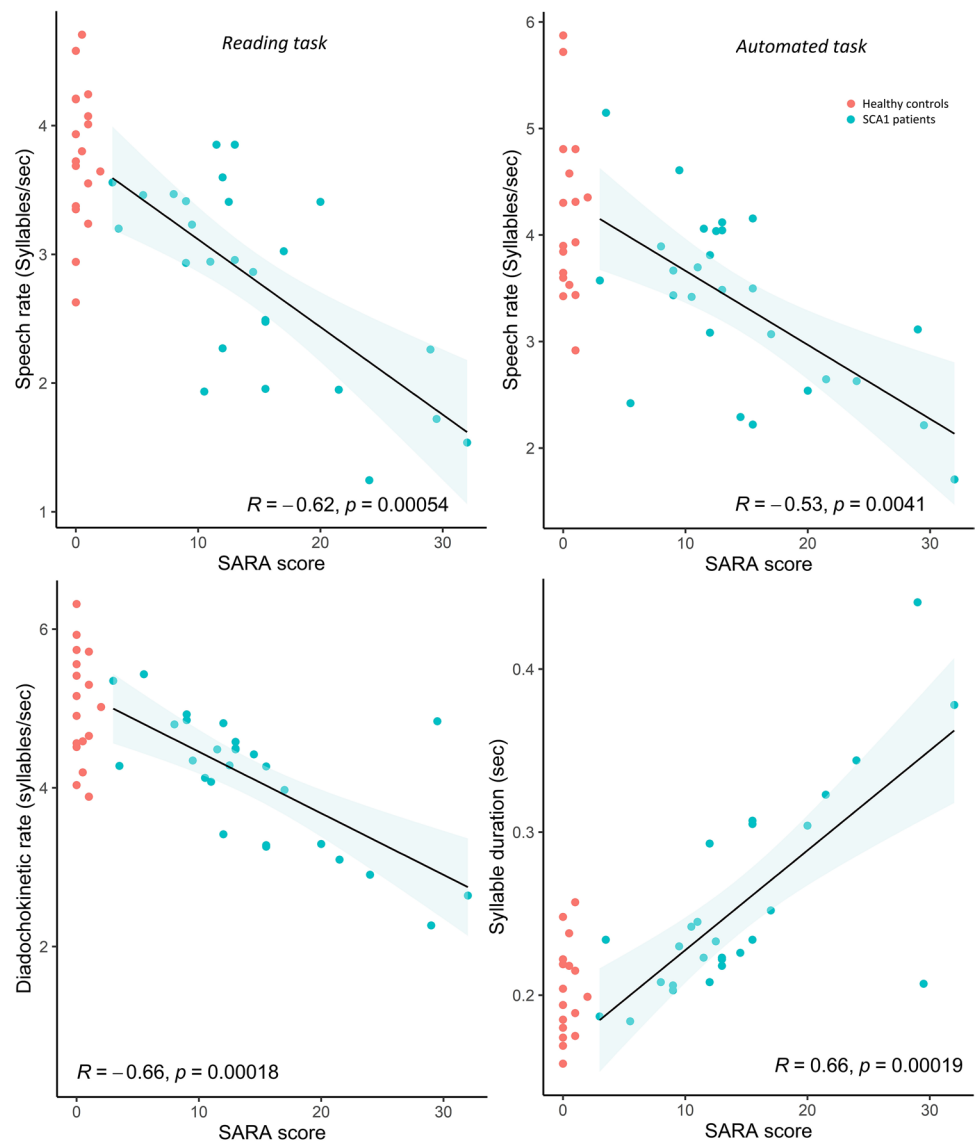 Reading task
Speech rate (Syllables/sec)
4
3
2
1
0
10
20
30
SARA score
R = −0.62, p = 0.00054
Automated task
Healthy controls
SCA1 patients
Speech rate (Syllables/sec)
6
5
4
3
2
0
10
20
30
SARA score
R = −0.53, p = 0.0041
Diadochokinetic rate (syllables/sec)
6
4
2
0
10
20
30
SARA score
R = −0.66, p = 0.00018
Syllable duration (sec)
0.4
0.3
0.2
0
10
20
30
SARA score
R = 0.66, p = 0.00019